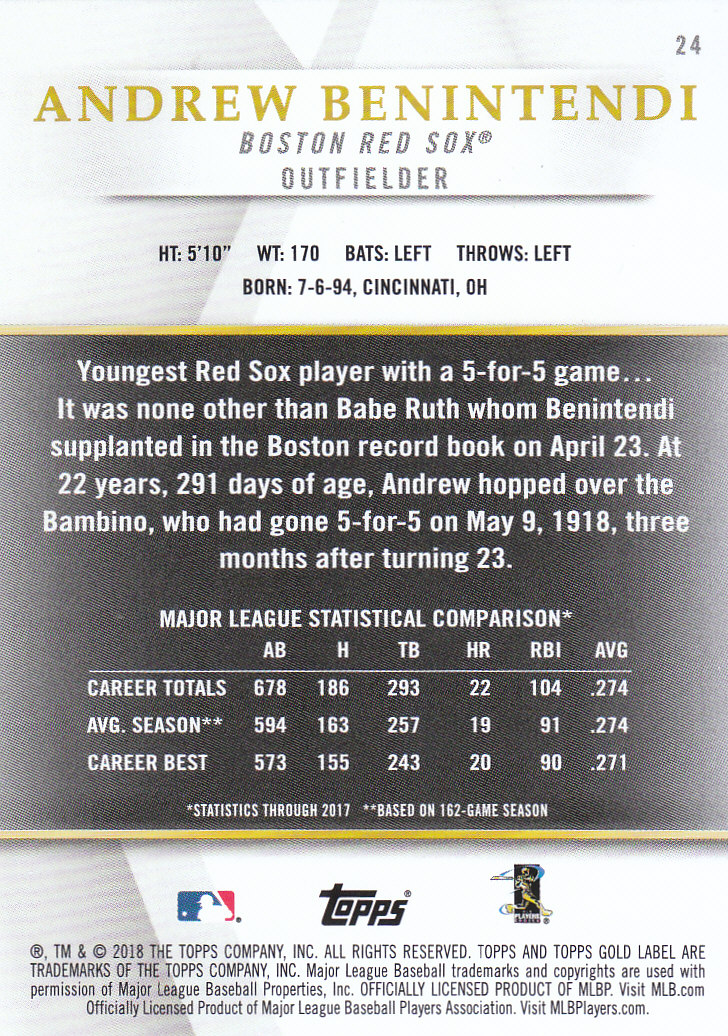 24
ANDREW BENINTENDI
BOSTON RED SOX®
OUTFIELDER
HT: 5'10" WT: 170 BATS: LEFT THROWS: LEFT
BORN: 7-6-94, CINCINNATI, OH
Youngest Red Sox player with a 5-for-5 game...
It was none other than Babe Ruth whom Benintendi
supplanted in the Boston record book on April 23. At
22 years, 291 days of age, Andrew hopped over the
Bambino, who had gone 5-for-5 on May 9, 1918, three
months after turning 23.
MAJOR LEAGUE STATISTICAL COMPARISON*
AB H TB HR RBI AVG
CAREER TOTALS 678 186 293 22 104 .274
AVG. SEASON** 594 163 257 19 91 .274
CAREER BEST 573 155 243 20 90 .271
*STATISTICS THROUGH 2017 **BASED ON 162-GAME SEASON
Topps®
PLAYERS
®, TM & © 2018 THE TOPPS COMPANY, INC. ALL RIGHTS RESERVED. TOPPS AND TOPPS GOLD LABEL ARE
TRADEMARKS OF THE TOPPS COMPANY, INC. Major League Baseball trademarks and copyrights are used with
permission of Major League Baseball Properties, Inc. OFFICIALLY LICENSED PRODUCT OF MLBP. Visit MLB.com
Officially Licensed Product of Major League Baseball Players Association. Visit MLBPlayers.com.